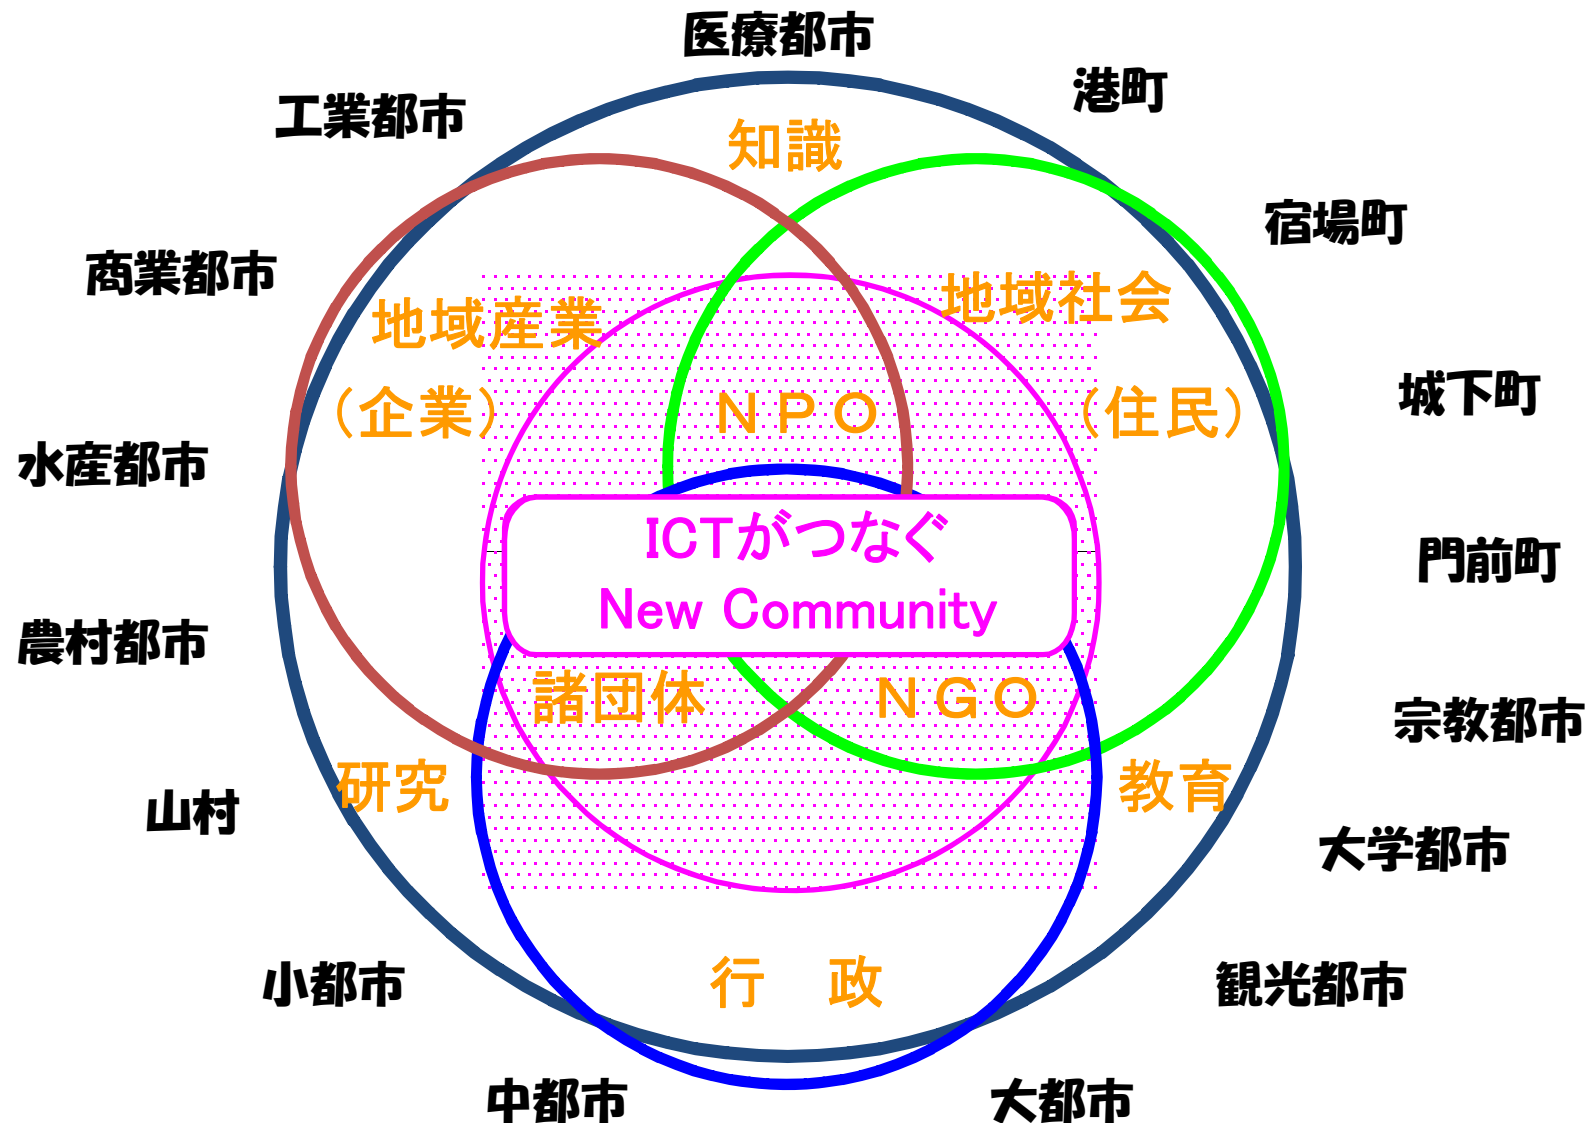 医療都市
港町
工業都市
知識
宿場町
商業都市
地域産業
地域社会
（企業）
ＮＰＯ
（住民）
城下町
水産都市
ICTがつなぐ
New Community
門前町
農村都市
諸団体
ＮＧＯ
宗教都市
研究
教育
山村
大学都市
小都市
行　政
観光都市
中都市
大都市